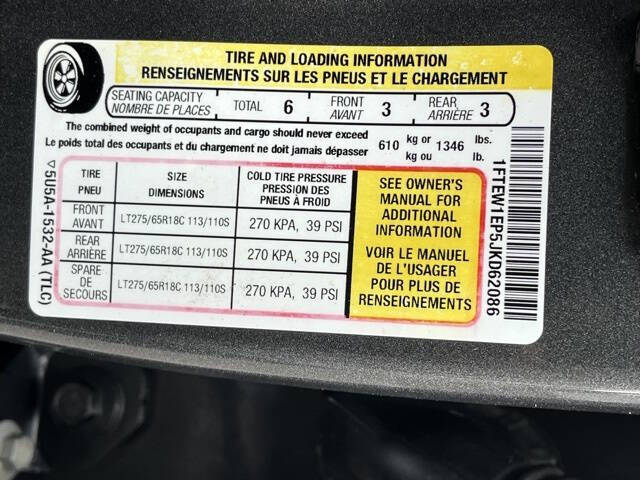 TIRE AND LOADING INFORMATION
RENSEIGNEMENTS SUR LES PNEUS ET LE CHARGEMENT
SEATING CAPACITY TOTAL 6 FRONT 3 REAR 3
NOMBRE DE PLACES AVANT ARRIÈRE
The combined weight of occupants and cargo should never exceed 610 kg or 1346 lbs.
Le poids total des occupants et du chargement ne doit jamais dépasser kg ou lb.
TIRE SIZE COLD TIRE PRESSURE
PNEU DIMENSIONS PRESSION DES
PNEUS À FROID
FRONT
AVANT LT275/65R18C 113/110S 270 KPA, 39 PSI
REAR
ARRIÈRE LT275/65R18C 113/110S 270 KPA, 39 PSI
SPARE
DE
SECOURS LT275/65R18C 113/110S 270 KPA, 39 PSI
SEE OWNER'S
MANUAL FOR
ADDITIONAL
INFORMATION
VOIR LE MANUEL
DE L'USAGER
POUR PLUS DE
RENSEIGNEMENTS
5U5A-1532-AA (TLC)
1FTEW1EP5JKD62086